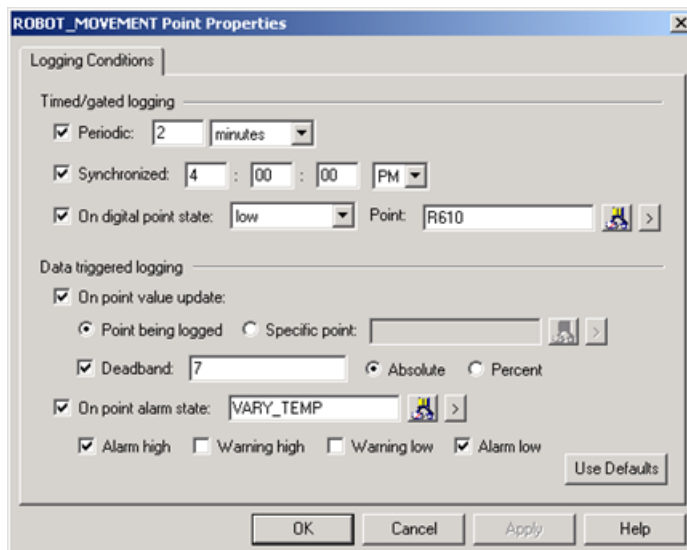 ROBOT_MOVEMENT Point Properties
Logging Conditions
Timed/gated logging
Periodic: 2 minutes
Synchronized: 4 : 00 : 00 PM
On digital point state: low Point: R610 >
Data triggered logging
On point value update:
Point being logged Specific point: >
Deadband: 7 Absolute Percent
On point alarm state: VARY_TEMP >
Alarm high Warning high Warning low Alarm low
Use Defaults
OK Cancel Apply Help